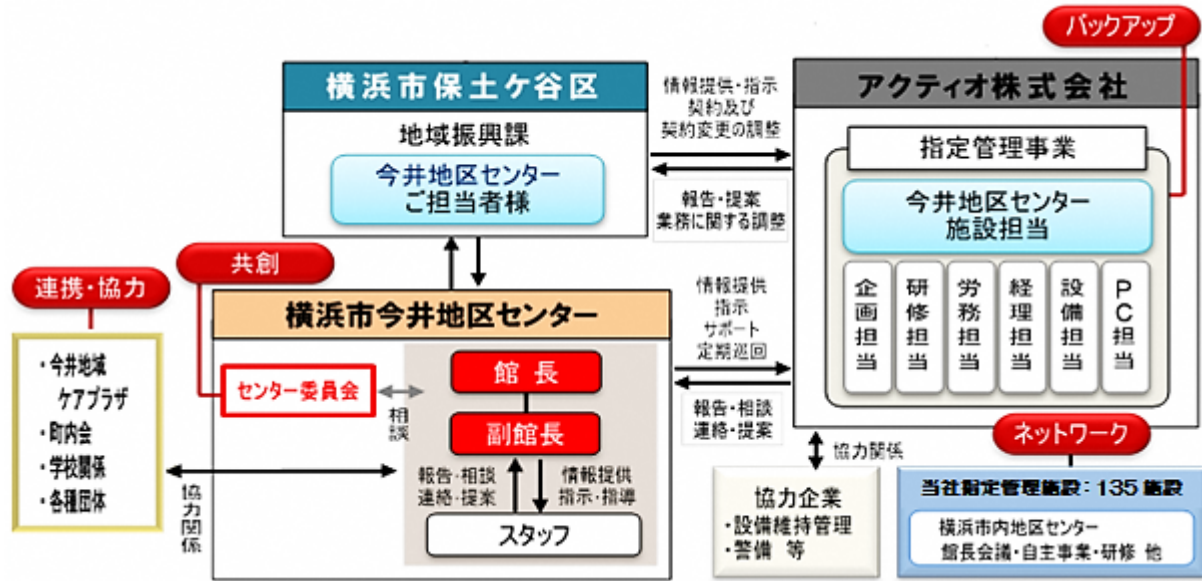 バックアップ
横浜市保土ケ谷区
地域振興課
今井地区センター
ご担当者様
情報提供・指示
契約及び
契約変更の調整
報告・提案
業務に関する調整
アクティオ株式会社
指定管理事業
今井地区センター
施設担当
企画担当
研修担当
労務担当
経理担当
設備担当
PC担当
共創
連携・協力
・今井地域
ケアプラザ
・町内会
・学校関係
・各種団体
協力関係
横浜市今井地区センター
センター委員会
相談
館長
副館長
報告・相談
連絡・提案
情報提供
指示・指導
スタッフ
情報提供
指示
サポート
定期巡回
報告・相談
連絡・提案
協力関係
協力企業
・設備維持管理
・警備 等
ネットワーク
当社指定管理施設：135施設
横浜市内地区センター
館長会議・自主事業・研修 他